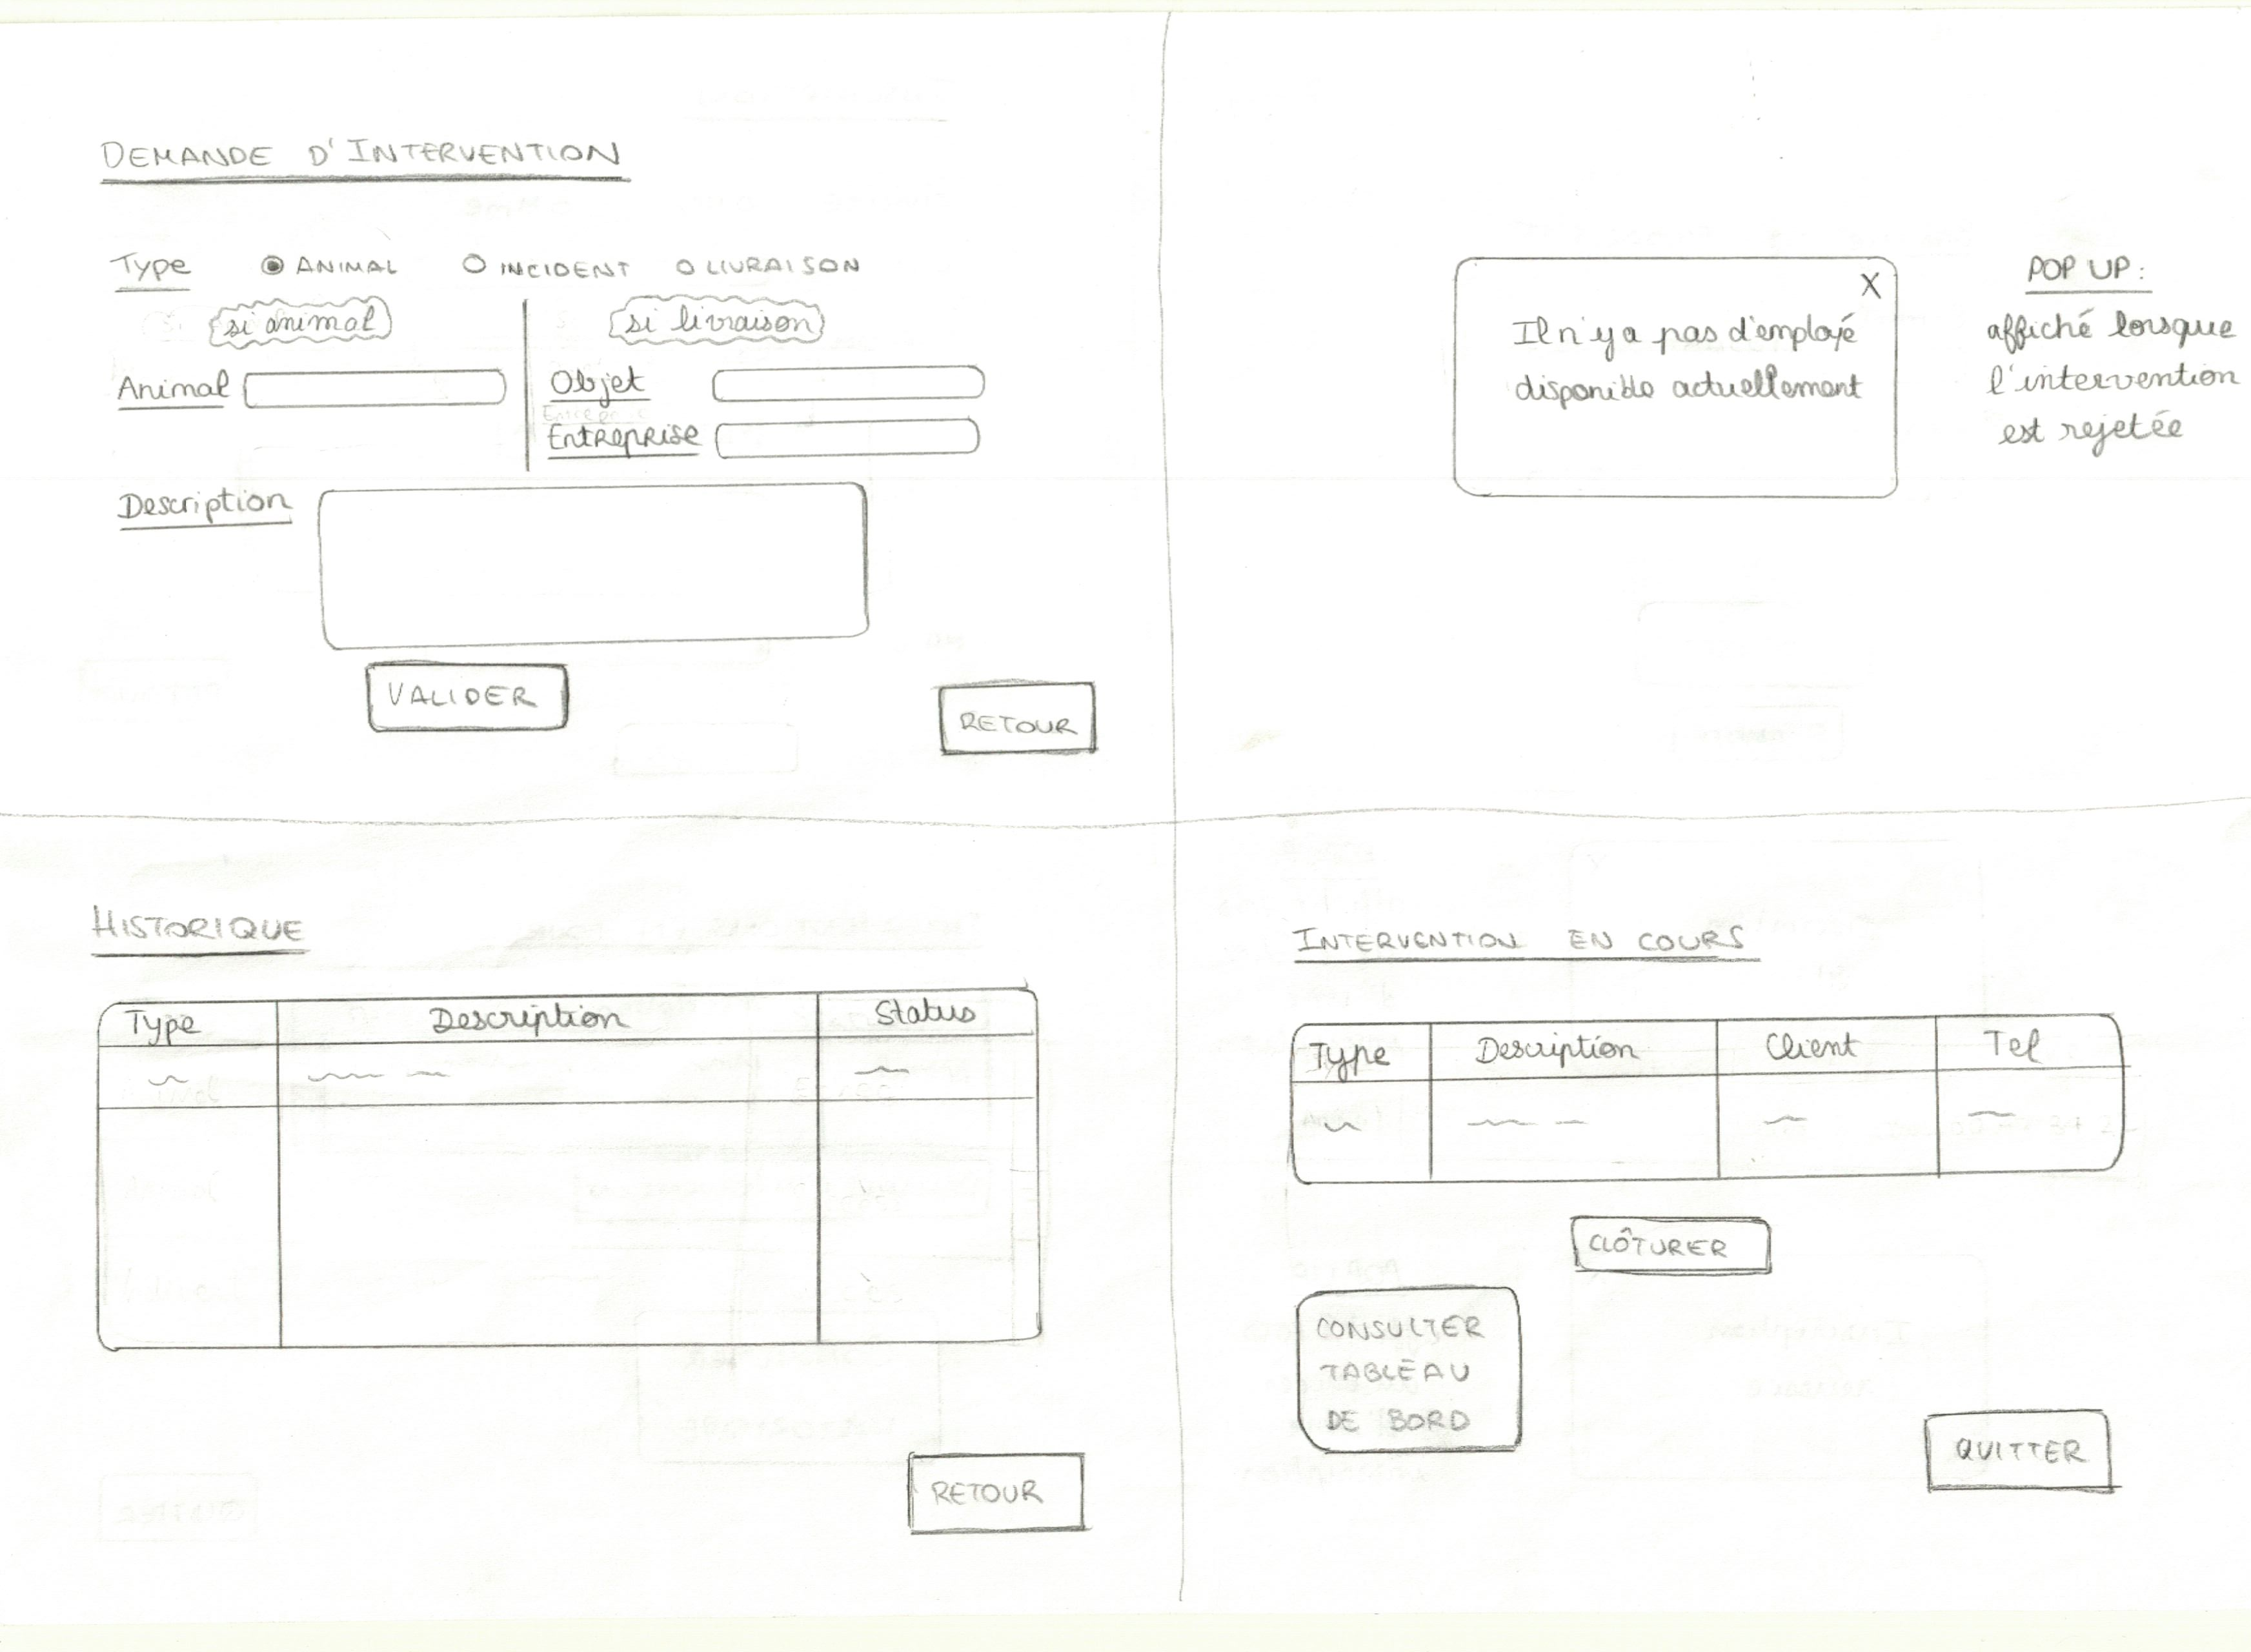 DEMANDE D'INTERVENTION
Type ANIMAL INCIDENT LIVRAISON
si animal si livraison
Animal Objet
Entreprise
Description
VALIDER
RETOUR
X
Il n'y a pas d'employé
disponible actuellement
POP UP :
affiché lorsque
l'intervention
est rejetée
HISTORIQUE
Type Description Status
RETOUR
INTERVENTION EN COURS
Type Description Client Tel
CLÔTURER
CONSULTER
TABLEAU
DE BORD
QUITTER